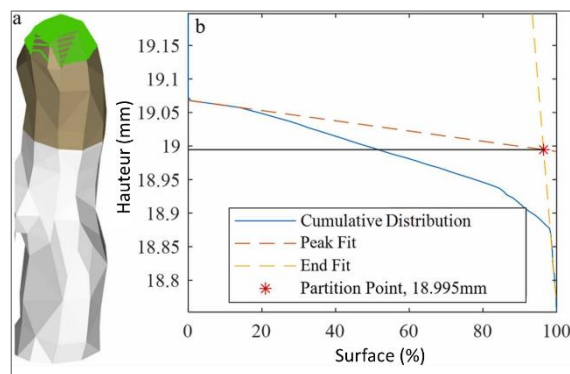 a
b
19.15
19.1
19.05
19
18.95
18.9
18.85
18.8
Hauteur (mm)
Cumulative Distribution
Peak Fit
End Fit
Partition Point, 18.995mm
0
20
40
60
80
100
Surface (%)